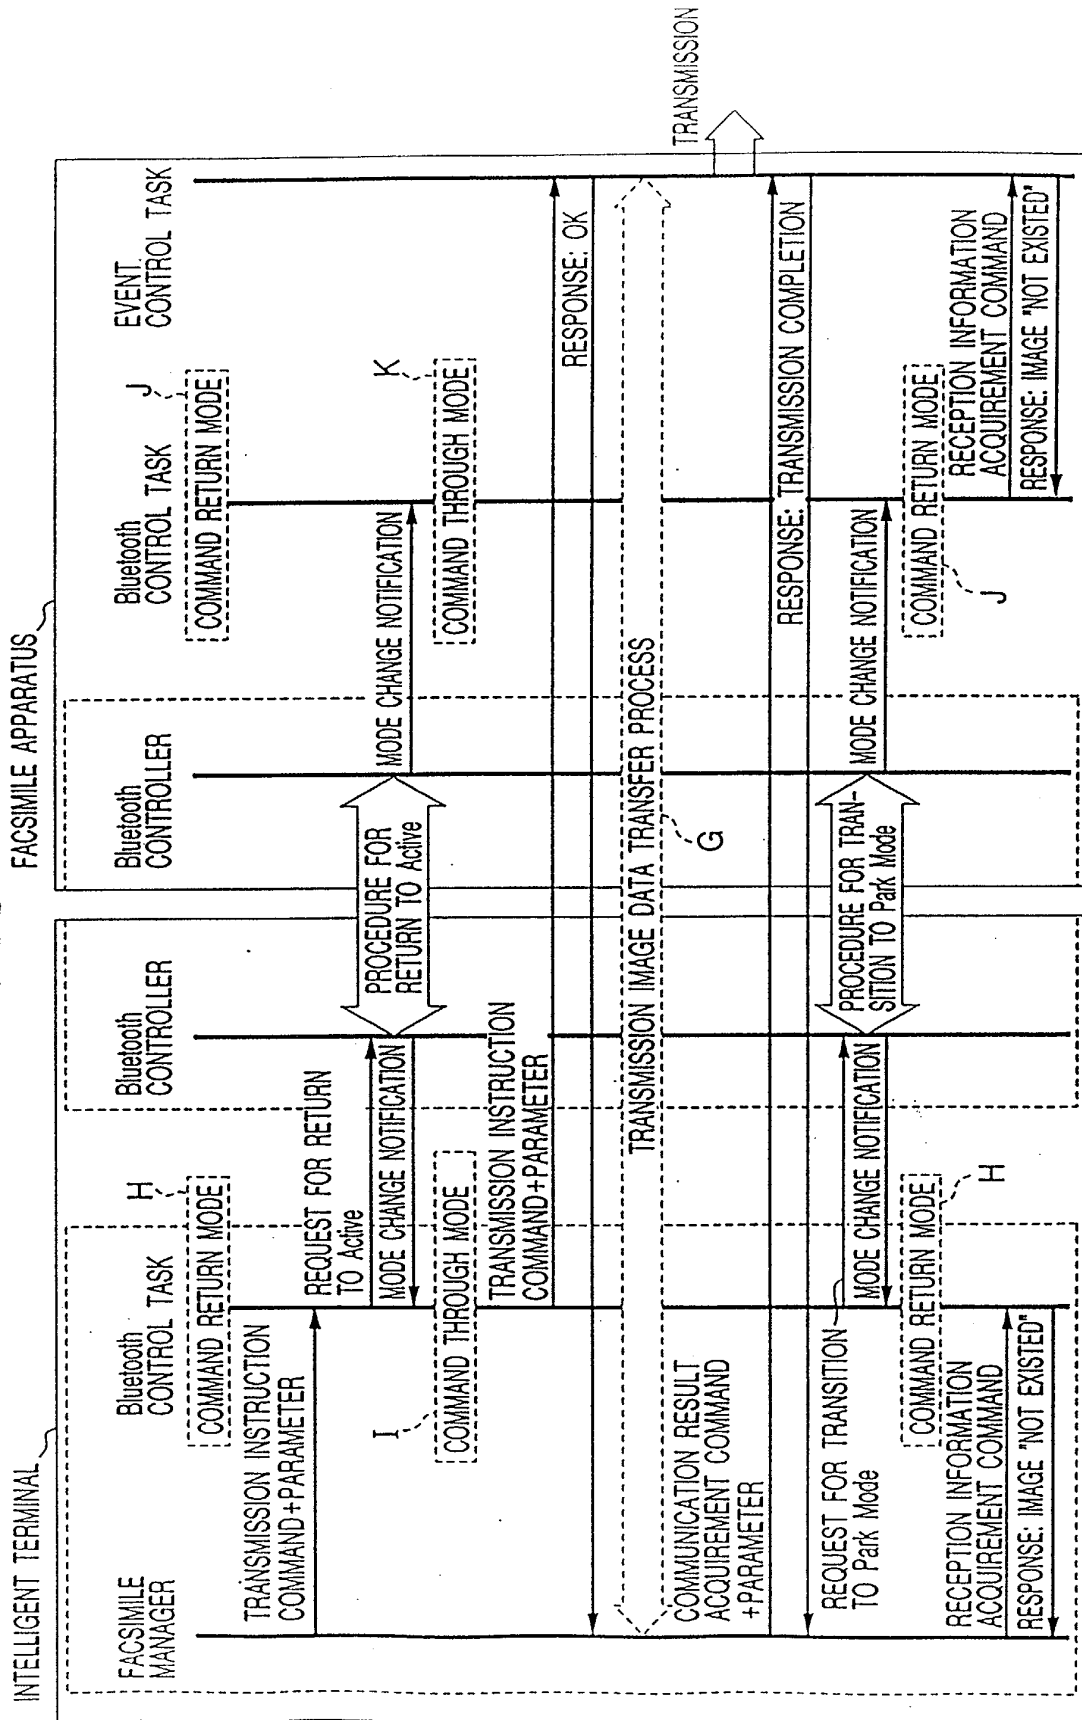 INTELLIGENT TERMINAL
FACSIMILE APPARATUS
FACSIMILE
MANAGER
Bluetooth
CONTROL TASK
Bluetooth
CONTROLLER
Bluetooth
CONTROLLER
Bluetooth
CONTROL TASK
EVENT
CONTROL TASK
COMMAND RETURN MODE
H
COMMAND RETURN MODE
J
TRANSMISSION INSTRUCTION
COMMAND+PARAMETER
REQUEST FOR RETURN
TO Active
MODE CHANGE NOTIFICATION
PROCEDURE FOR
RETURN TO Active
MODE CHANGE NOTIFICATION
I
COMMAND THROUGH MODE
K
COMMAND THROUGH MODE
TRANSMISSION INSTRUCTION
COMMAND+PARAMETER
RESPONSE: OK
TRANSMISSION IMAGE DATA TRANSFER PROCESS
G
TRANSMISSION
COMMUNICATION RESULT
ACQUIREMENT COMMAND
+PARAMETER
RESPONSE: TRANSMISSION COMPLETION
REQUEST FOR TRANSITION
TO Park Mode
MODE CHANGE NOTIFICATION
PROCEDURE FOR TRAN-
SITION TO Park Mode
MODE CHANGE NOTIFICATION
COMMAND RETURN MODE
H
COMMAND RETURN MODE
J
RECEPTION INFORMATION
ACQUIREMENT COMMAND
RESPONSE: IMAGE "NOT EXISTED"
RECEPTION INFORMATION
ACQUIREMENT COMMAND
RESPONSE: IMAGE "NOT EXISTED"